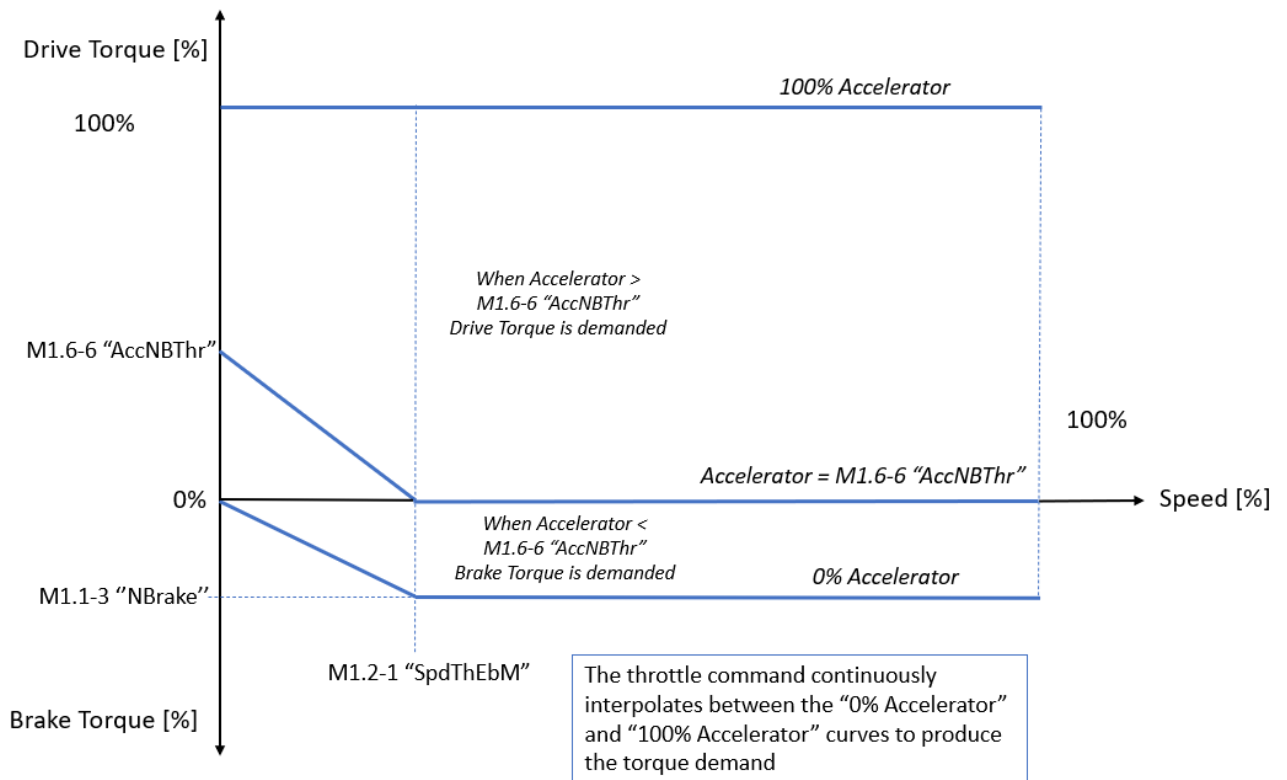 Drive Torque [%]
100% Accelerator
100%
When Accelerator >
M1.6-6 “AccNBThr”
Drive Torque is demanded
M1.6-6 “AccNBThr”
100%
Accelerator = M1.6-6 “AccNBThr”
0%
Speed [%]
When Accelerator <
M1.6-6 “AccNBThr”
Brake Torque is demanded
0% Accelerator
M1.1-3 “NBrake”
M1.2-1 “SpdThEbM”
The throttle command continuously
interpolates between the “0% Accelerator”
and “100% Accelerator” curves to produce
the torque demand
Brake Torque [%]